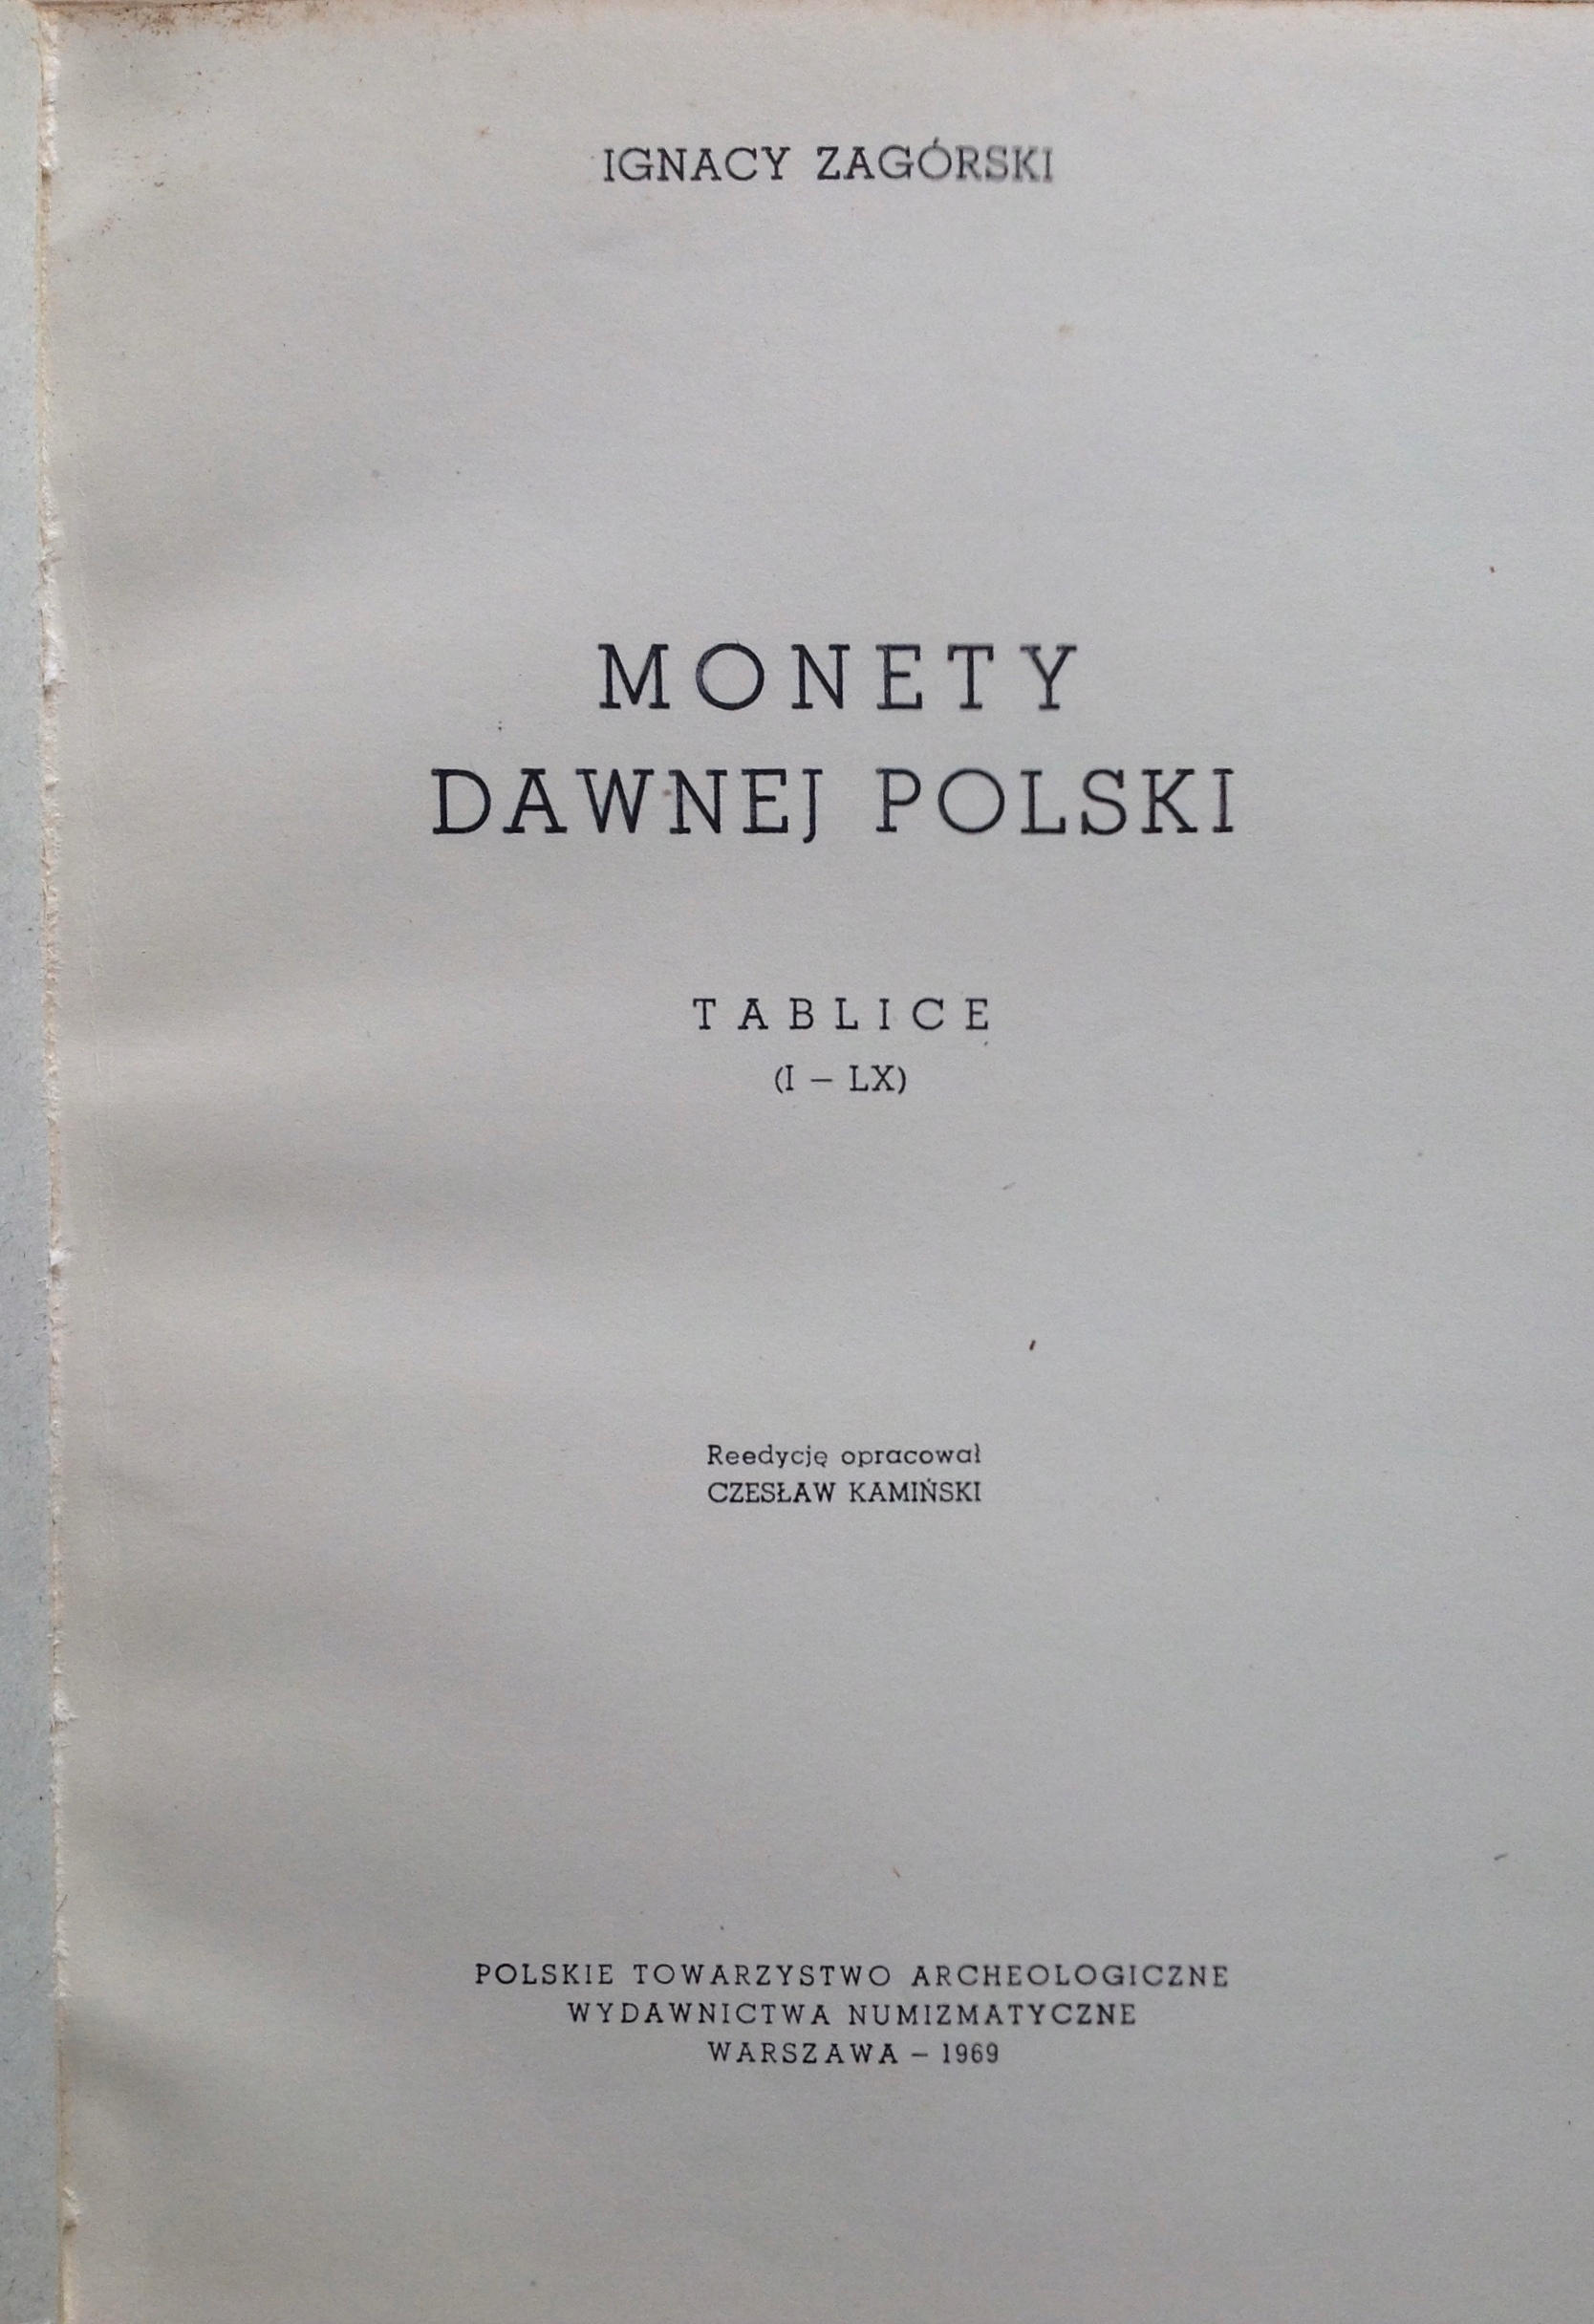 IGNACY ZAGÓRSKI
MONETY
DAWNEJ POLSKI
TABLICE
(I – LX)
Reedycję opracował
CZESŁAW KAMIŃSKI
POLSKIE TOWARZYSTWO ARCHEOLOGICZNE
WYDAWNICTWA NUMIZMATYCZNE
WARSZAWA – 1969